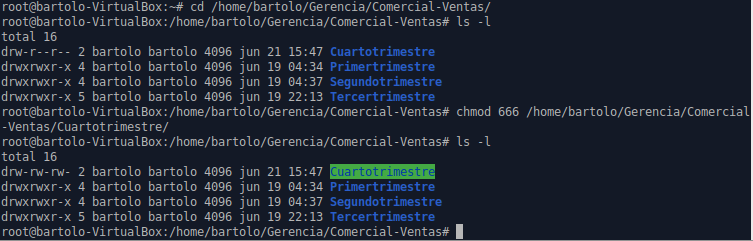 root@bartolo-VirtualBox:~# cd /home/bartolo/Gerencia/Comercial-Ventas/
root@bartolo-VirtualBox:/home/bartolo/Gerencia/Comercial-Ventas# ls -l
total 16
drw-r--r-- 2 bartolo bartolo 4096 jun 21 15:47 Cuartotrimestre
drwxrwxr-x 4 bartolo bartolo 4096 jun 19 04:34 Primertrimestre
drwxrwxr-x 4 bartolo bartolo 4096 jun 19 04:37 Segundotrimestre
drwxrwxr-x 5 bartolo bartolo 4096 jun 19 22:13 Tercertrimestre
root@bartolo-VirtualBox:/home/bartolo/Gerencia/Comercial-Ventas# chmod 666 /home/bartolo/Gerencia/Comercial
-Ventas/Cuartotrimestre/
root@bartolo-VirtualBox:/home/bartolo/Gerencia/Comercial-Ventas# ls -l
total 16
drw-rw-rw- 2 bartolo bartolo 4096 jun 21 15:47 Cuartotrimestre
drwxrwxr-x 4 bartolo bartolo 4096 jun 19 04:34 Primertrimestre
drwxrwxr-x 4 bartolo bartolo 4096 jun 19 04:37 Segundotrimestre
drwxrwxr-x 5 bartolo bartolo 4096 jun 19 22:13 Tercertrimestre
root@bartolo-VirtualBox:/home/bartolo/Gerencia/Comercial-Ventas#